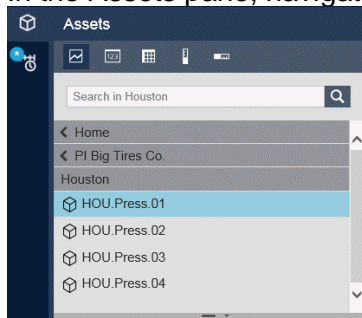 In the Assets pane, navigat
Assets
123
Search in Houston
Home
PI Big Tires Co.
Houston
HOU.Press.01
HOU.Press.02
HOU.Press.03
HOU.Press.04